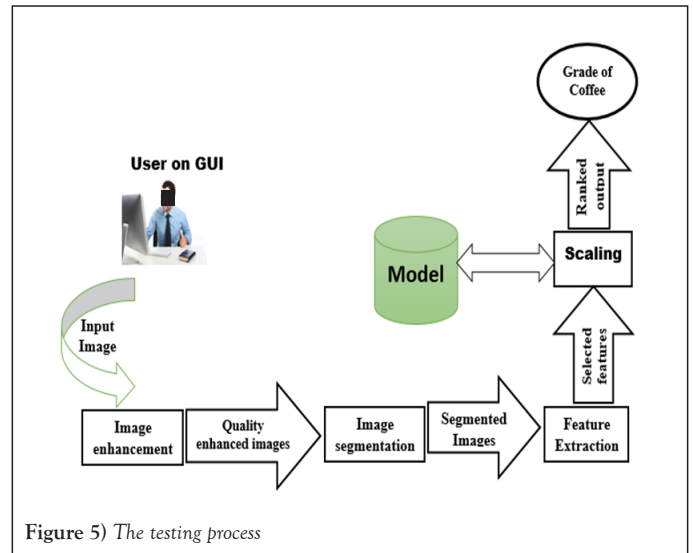 Grade of
Coffee
Ranked
output
User on GUI
Model
Scaling
Input
Image
Selected
features
Image
enhancement
Quality
enhanced images
Image
segmentation
Segmented
Images
Feature
Extraction
Figure 5) The testing process